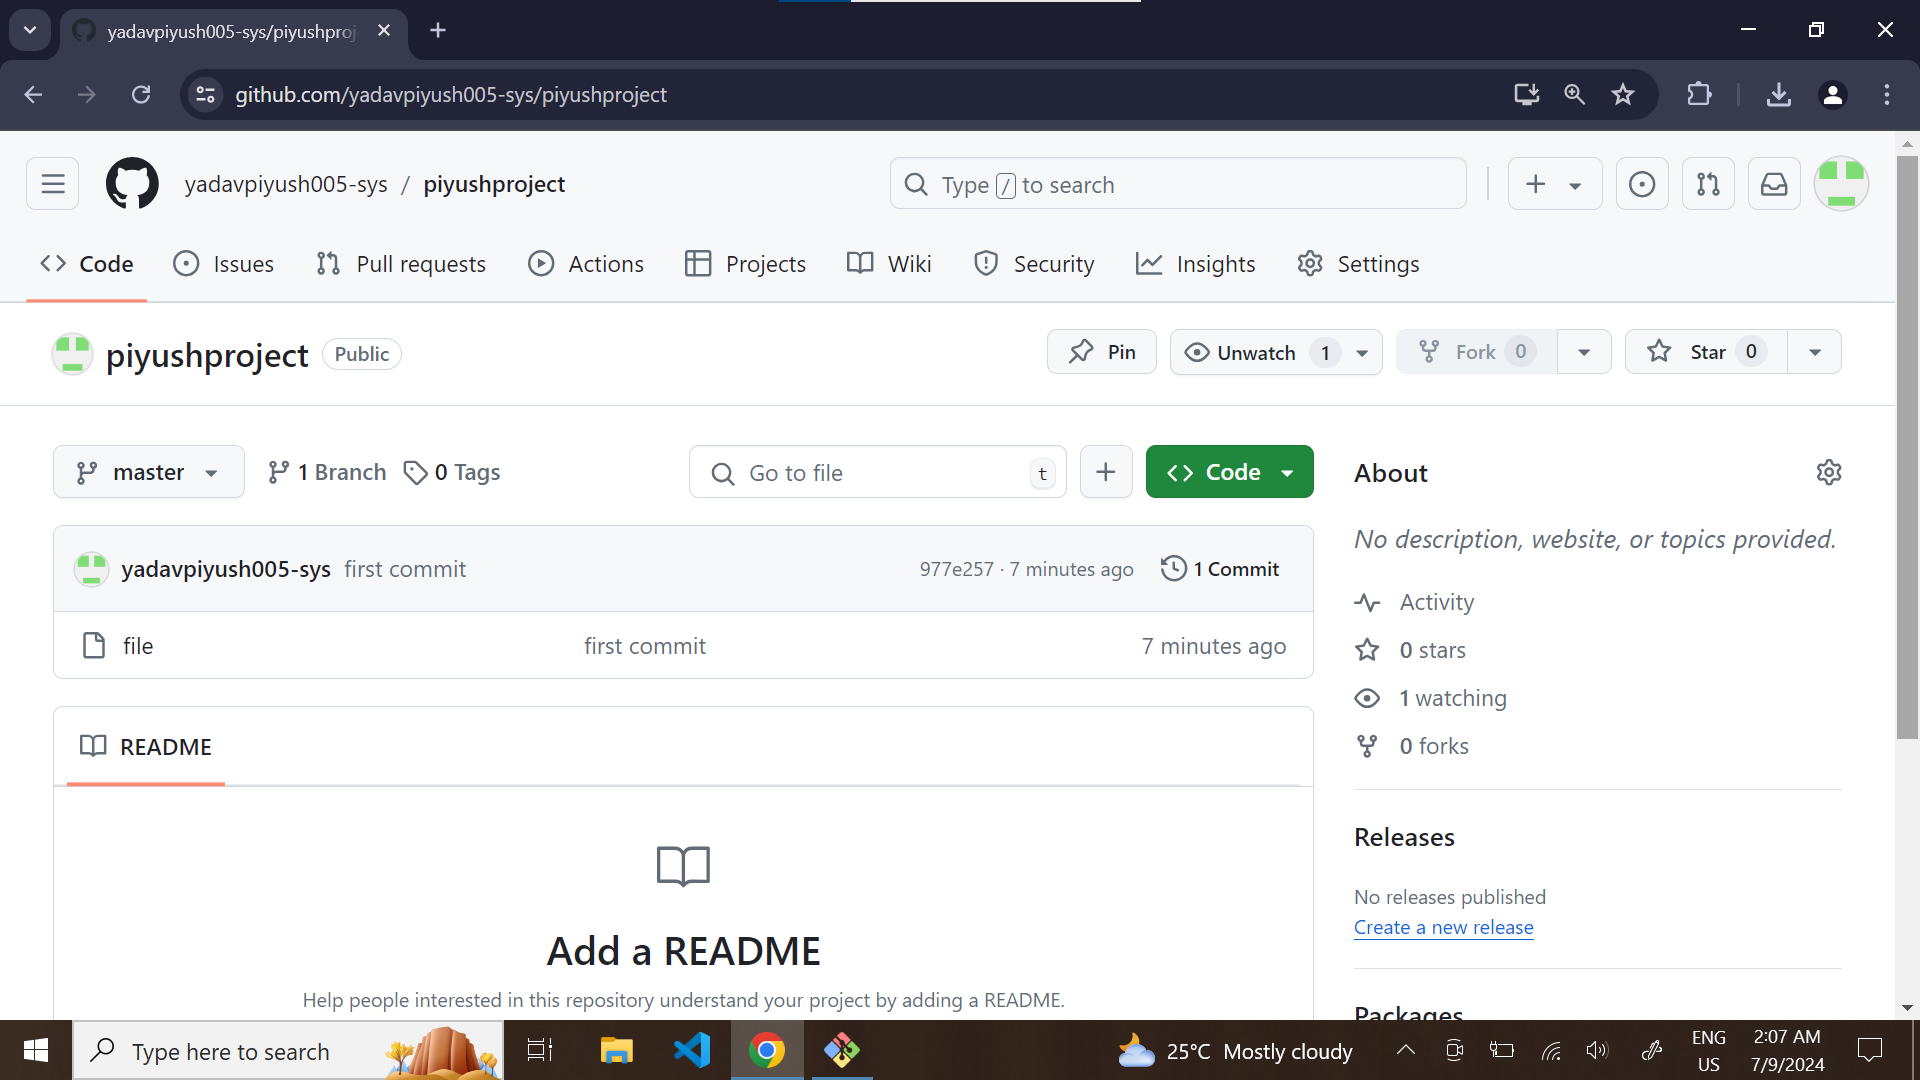 yadavpiyush005-sys/piyushproj
github.com/yadavpiyush005-sys/piyushproject
yadavpiyush005-sys / piyushproject
Type / to search
Code Issues Pull requests Actions Projects Wiki Security Insights Settings
piyushproject Public
Pin Unwatch 1 Fork 0 Star 0
master 1 Branch 0 Tags
Go to file t
Code
About
No description, website, or topics provided.
yadavpiyush005-sys first commit 977e257 · 7 minutes ago 1 Commit
Activity
file first commit 7 minutes ago
0 stars
1 watching
0 forks
README
Releases
No releases published
Create a new release
Add a README
Help people interested in this repository understand your project by adding a README.
Packages
Type here to search
25°C Mostly cloudy
ENG
US
2:07 AM
7/9/2024